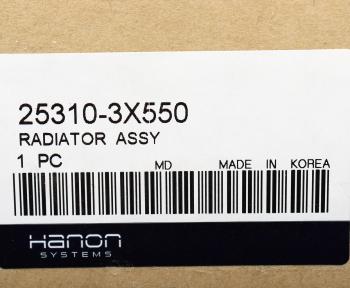 25310-3X550
RADIATOR ASSY
1 PC MD MADE IN KOREA
Hanon
SYSTEMS